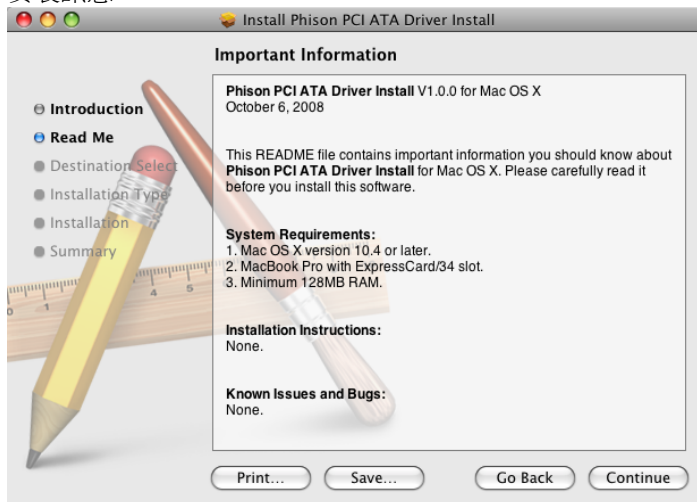 Install Phison PCI ATA Driver Install
Important Information
Introduction
Read Me
Destination Select
Installation Type
Installation
Summary
Phison PCI ATA Driver Install V1.0.0 for Mac OS X
October 6, 2008
This README file contains important information you should know about
Phison PCI ATA Driver Install for Mac OS X. Please carefully read it
before you install this software.
System Requirements:
1. Mac OS X version 10.4 or later.
2. MacBook Pro with ExpressCard/34 slot.
3. Minimum 128MB RAM.
Installation Instructions:
None.
Known Issues and Bugs:
None.
0 1 4 5
Print... Save... Go Back Continue